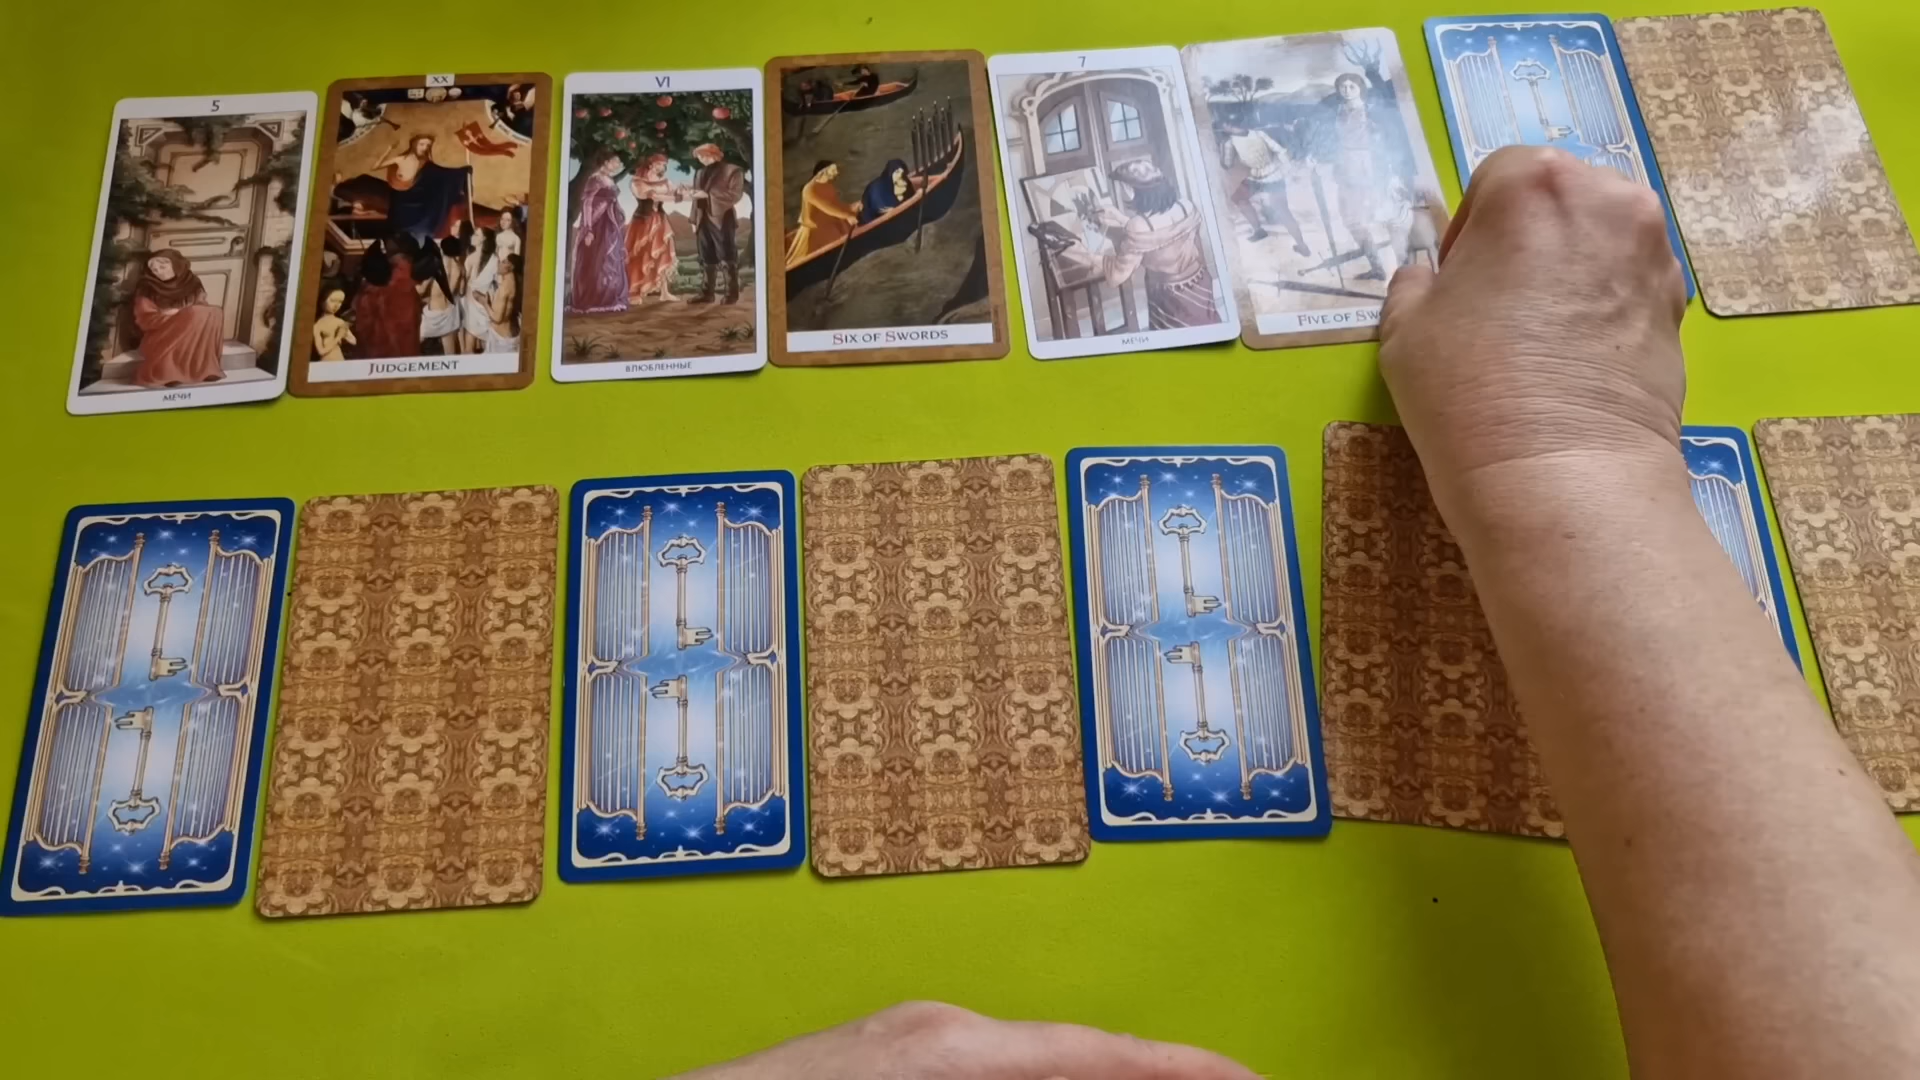 5
МЕЧИ
XX
JUDGEMENT
VI
ВЛЮБЛЕННЫЕ
SIX OF SWORDS
7
МЕЧИ
FIVE OF SW